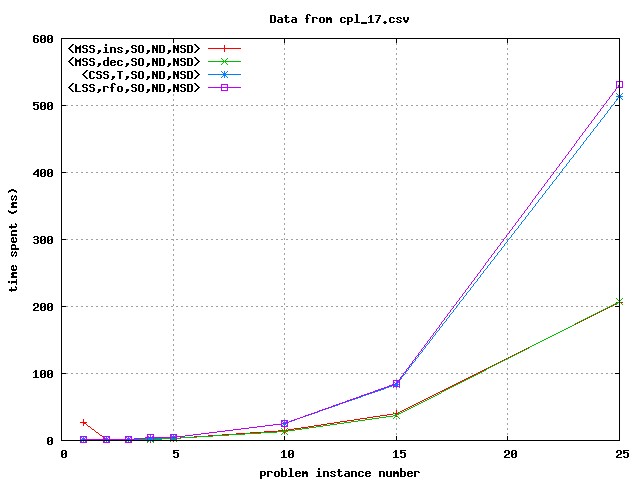 Data from cpl_17.csv
600
500
400
300
200
100
0
time spent (ms)
<MSS,ins,SO,ND,NSD>
<MSS,dec,SO,ND,NSD>
<CSS,T,SO,ND,NSD>
<LSS,rfo,SO,ND,NSD>
0 5 10 15 20 25
problem instance number